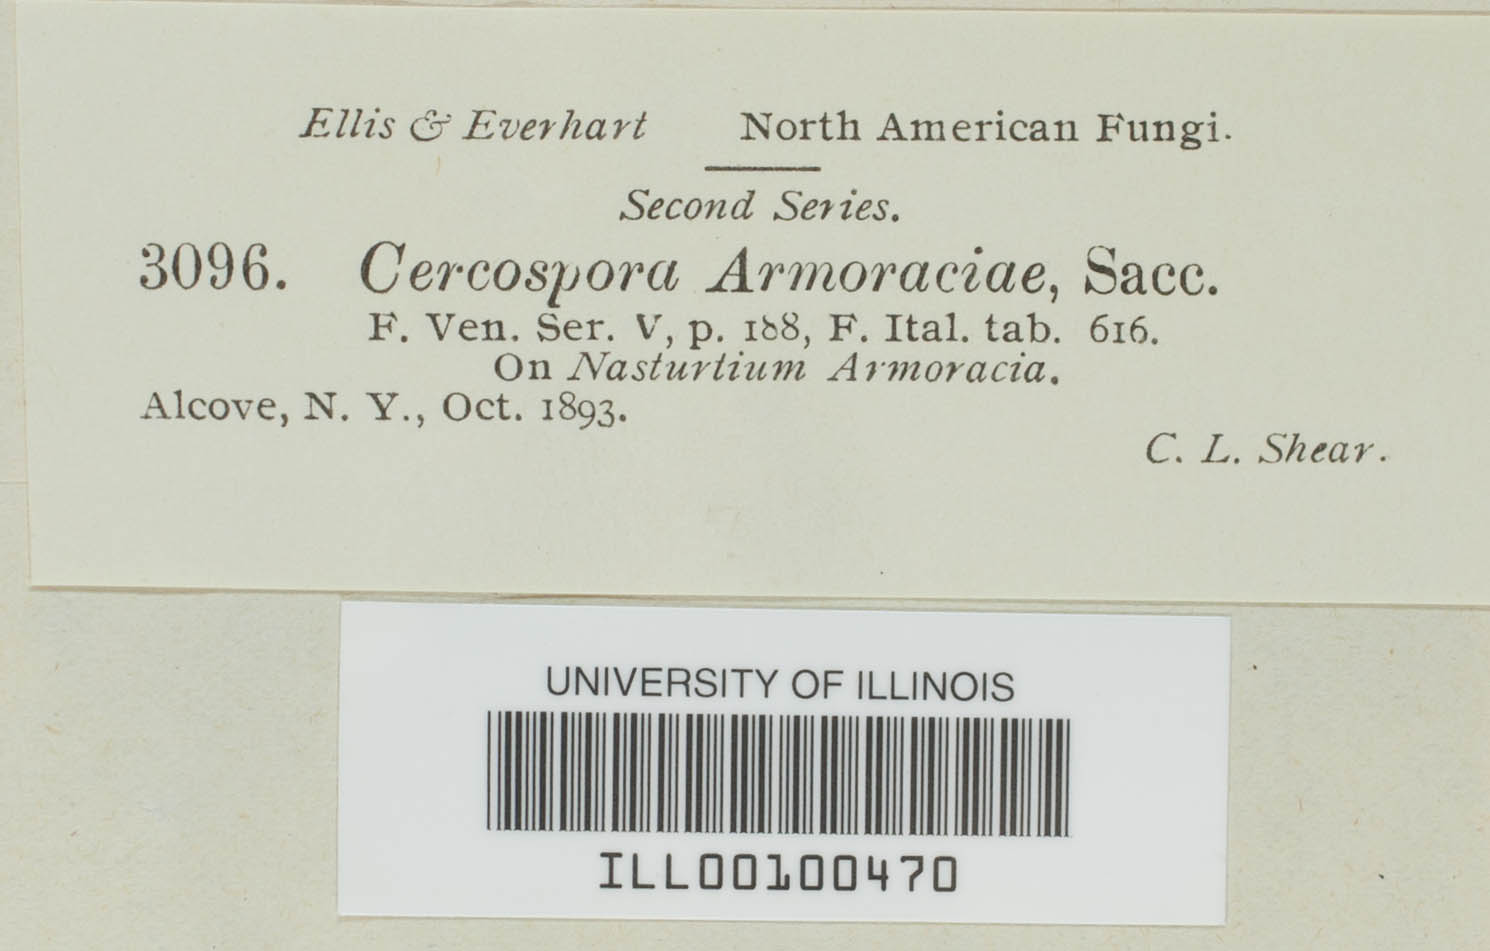 Ellis & Everhart North American Fungi.
Second Series.
3096. Cercospora Armoraciae, Sacc.
F. Ven. Ser. V, p. 188, F. Ital. tab. 616.
On Nasturtium Armoracia.
Alcove, N. Y., Oct. 1893.
C. L. Shear.
UNIVERSITY OF ILLINOIS
ILL00100470